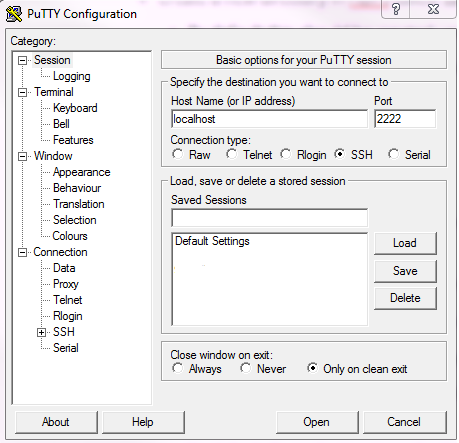 PuTTY Configuration
Category:
Session
Logging
Terminal
Keyboard
Bell
Features
Window
Appearance
Behaviour
Translation
Selection
Colours
Connection
Data
Proxy
Telnet
Rlogin
SSH
Serial
Basic options for your PuTTY session
Specify the destination you want to connect to
Host Name (or IP address) Port
localhost 2222
Connection type:
Raw Telnet Rlogin SSH Serial
Load, save or delete a stored session
Saved Sessions
Default Settings
Load
Save
Delete
Close window on exit:
Always Never Only on clean exit
About Help Open Cancel